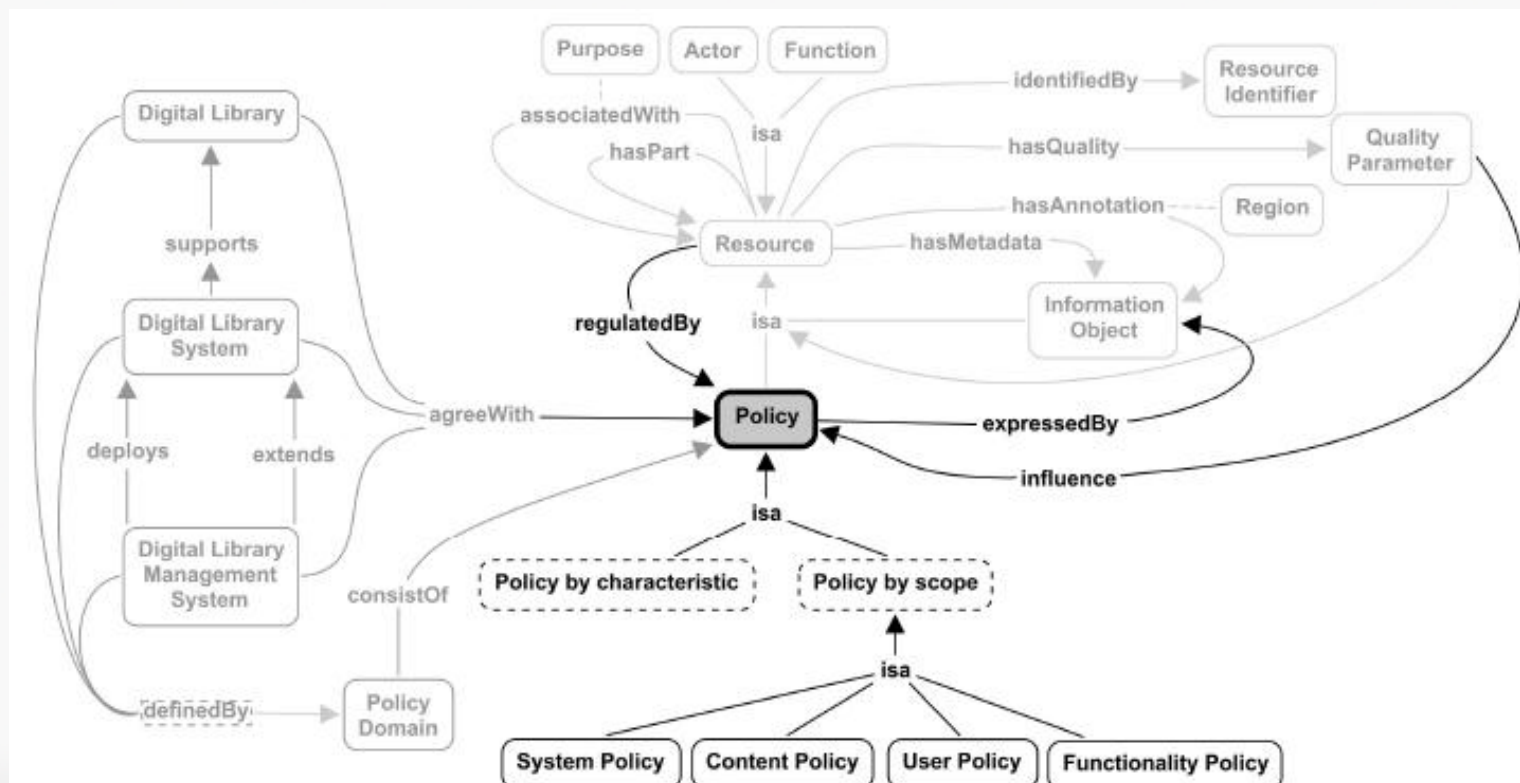 Purpose
Actor
Function
identifiedBy
Resource
Identifier
Digital Library
associatedWith
isa
hasPart
hasQuality
Quality
Parameter
hasAnnotation
Region
supports
Resource
hasMetadata
Digital Library
System
regulatedBy
isa
Information
Object
agreeWith
Policy
expressedBy
deploys
extends
influence
isa
Digital Library
Management
System
consistOf
Policy by characteristic
Policy by scope
isa
definedBy
Policy
Domain
System Policy
Content Policy
User Policy
Functionality Policy